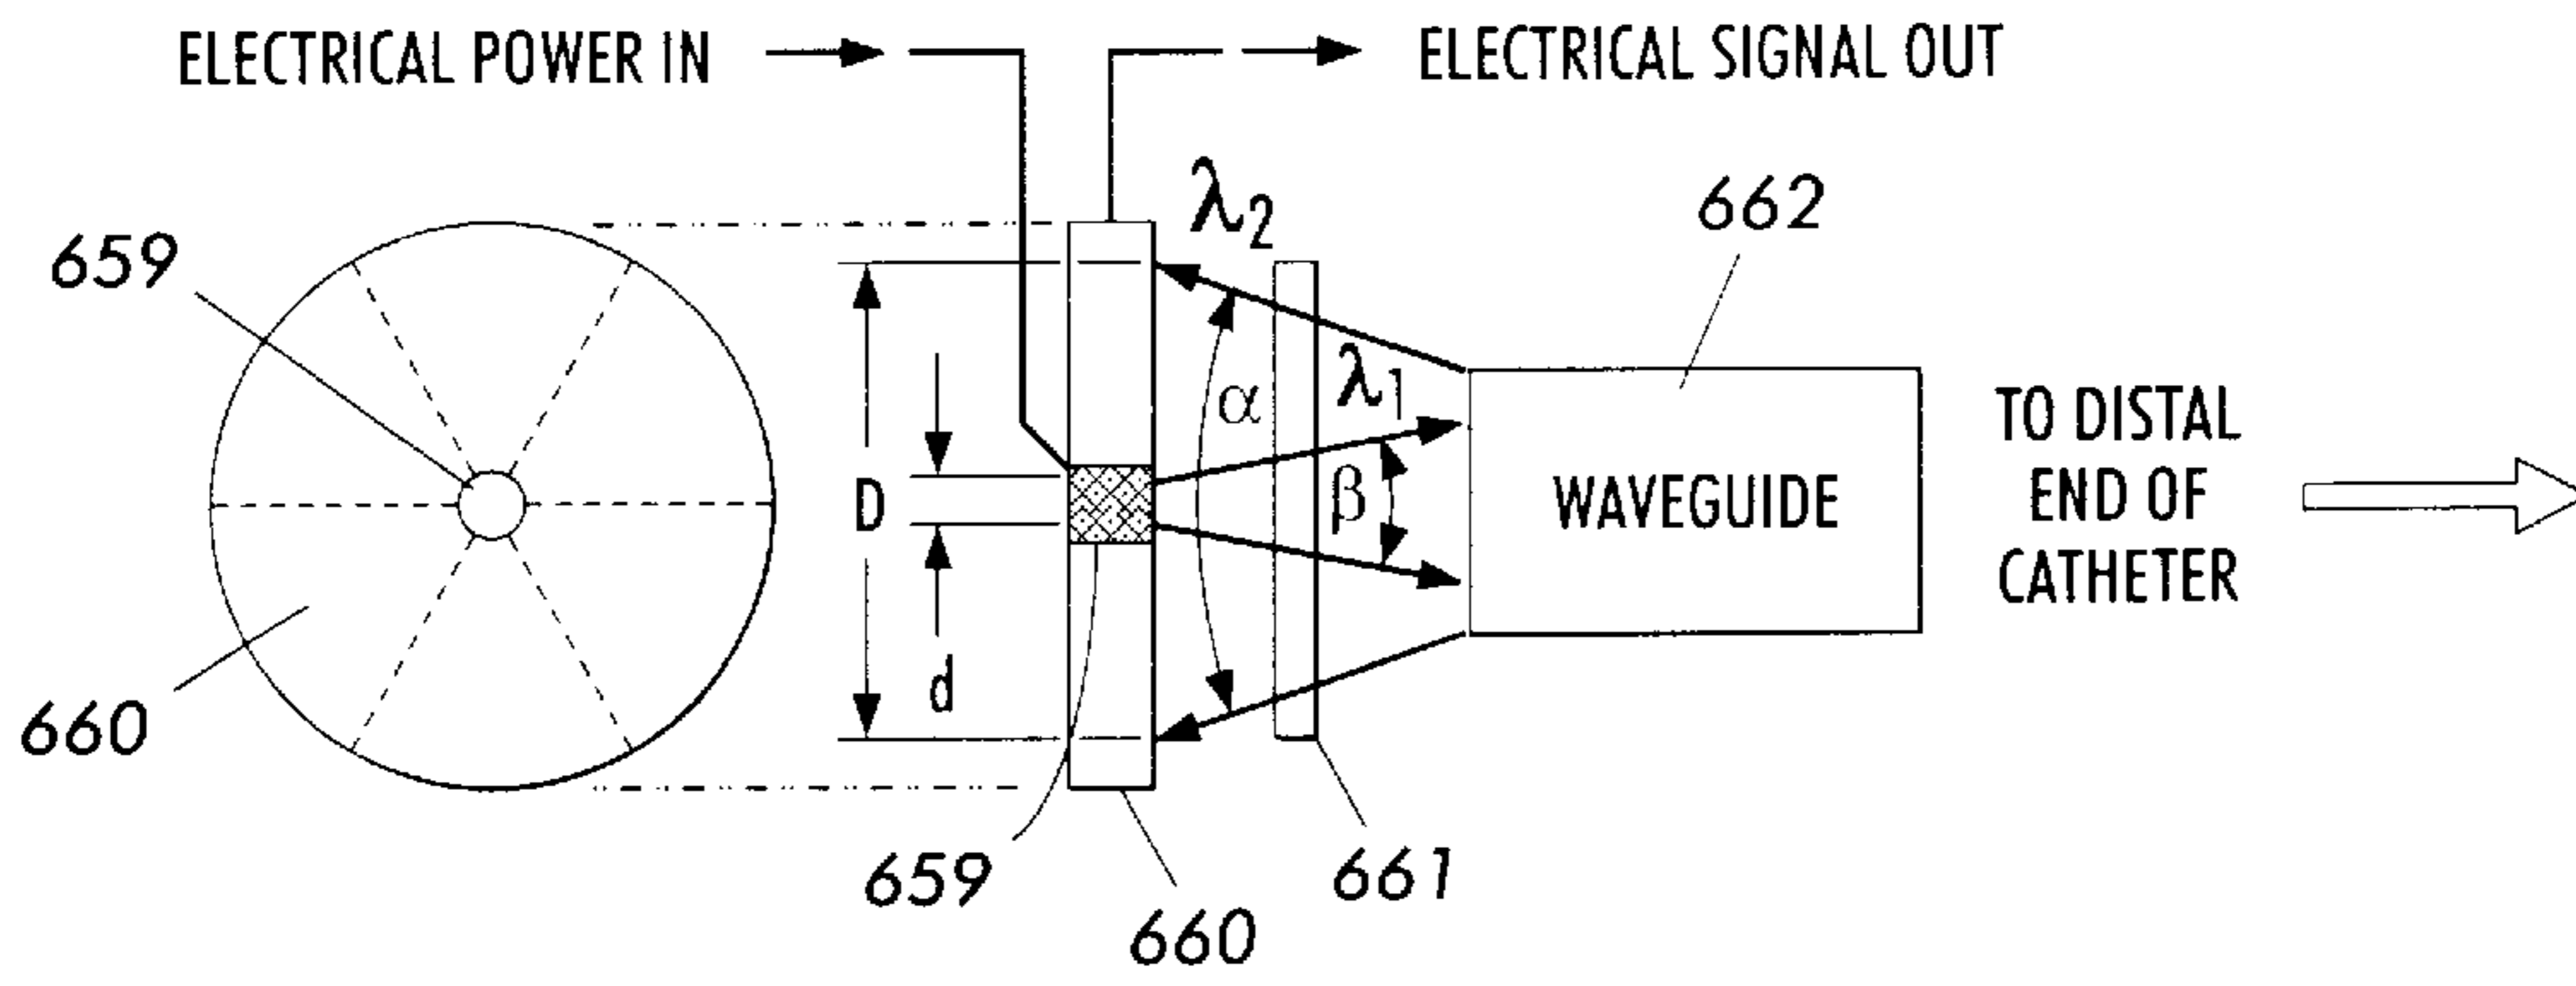 ELECTRICAL POWER IN
ELECTRICAL SIGNAL OUT
λ2
662
659
α
λ1
TO DISTAL
END OF
CATHETER
D
β
WAVEGUIDE
d
660
659
661
660